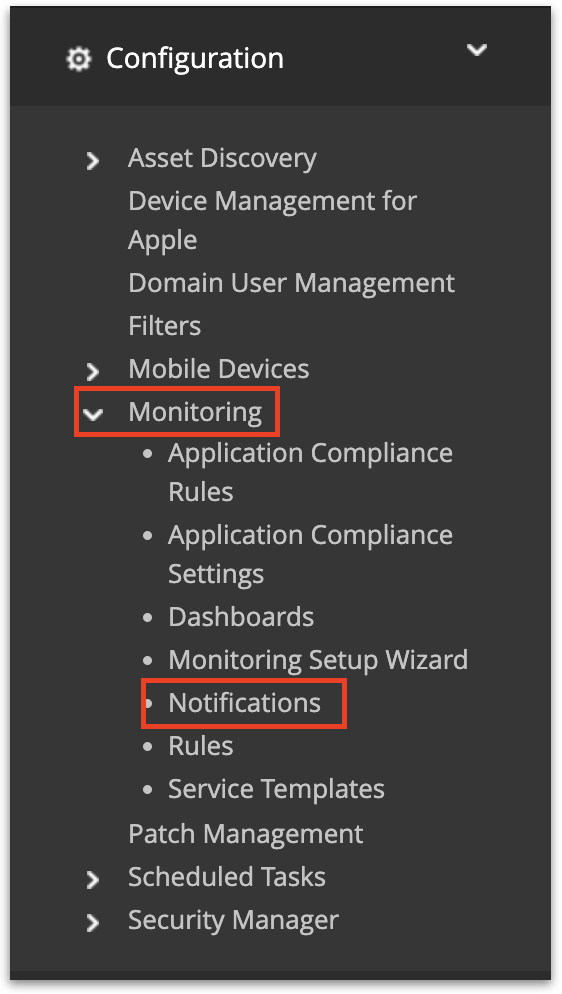 Configuration
Asset Discovery
Device Management for
Apple
Domain User Management
Filters
Mobile Devices
Monitoring
Application Compliance
Rules
Application Compliance
Settings
Dashboards
Monitoring Setup Wizard
Notifications
Rules
Service Templates
Patch Management
Scheduled Tasks
Security Manager